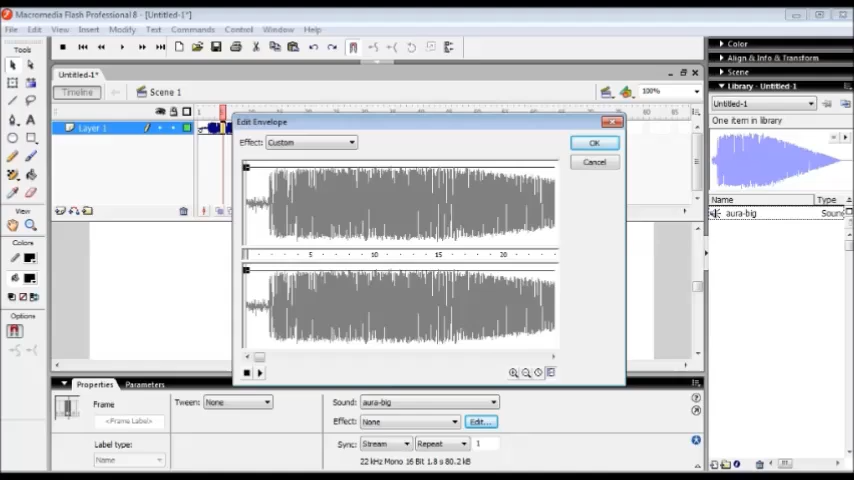 Macromedia Flash Professional 8 - [Untitled-1*]
File Edit View Insert Modify Text Commands Control Window Help
Tools
Untitled-1*
Timeline
Scene 1
100%
Layer 1
View
Colors
Options
Edit Envelope
Effect: Custom
OK
Cancel
5 10 15 20
Properties Parameters
Frame
<Frame Label>
Label type:
Name
Tween: None
Sound: aura-big
Effect: None
Edit...
Sync: Stream Repeat 1
22 kHz Mono 16 Bit 1.8 s 80.2 kB
Color
Align & Info & Transform
Scene
Library - Untitled-1
Untitled-1
One item in library
Name Type
aura-big Soun